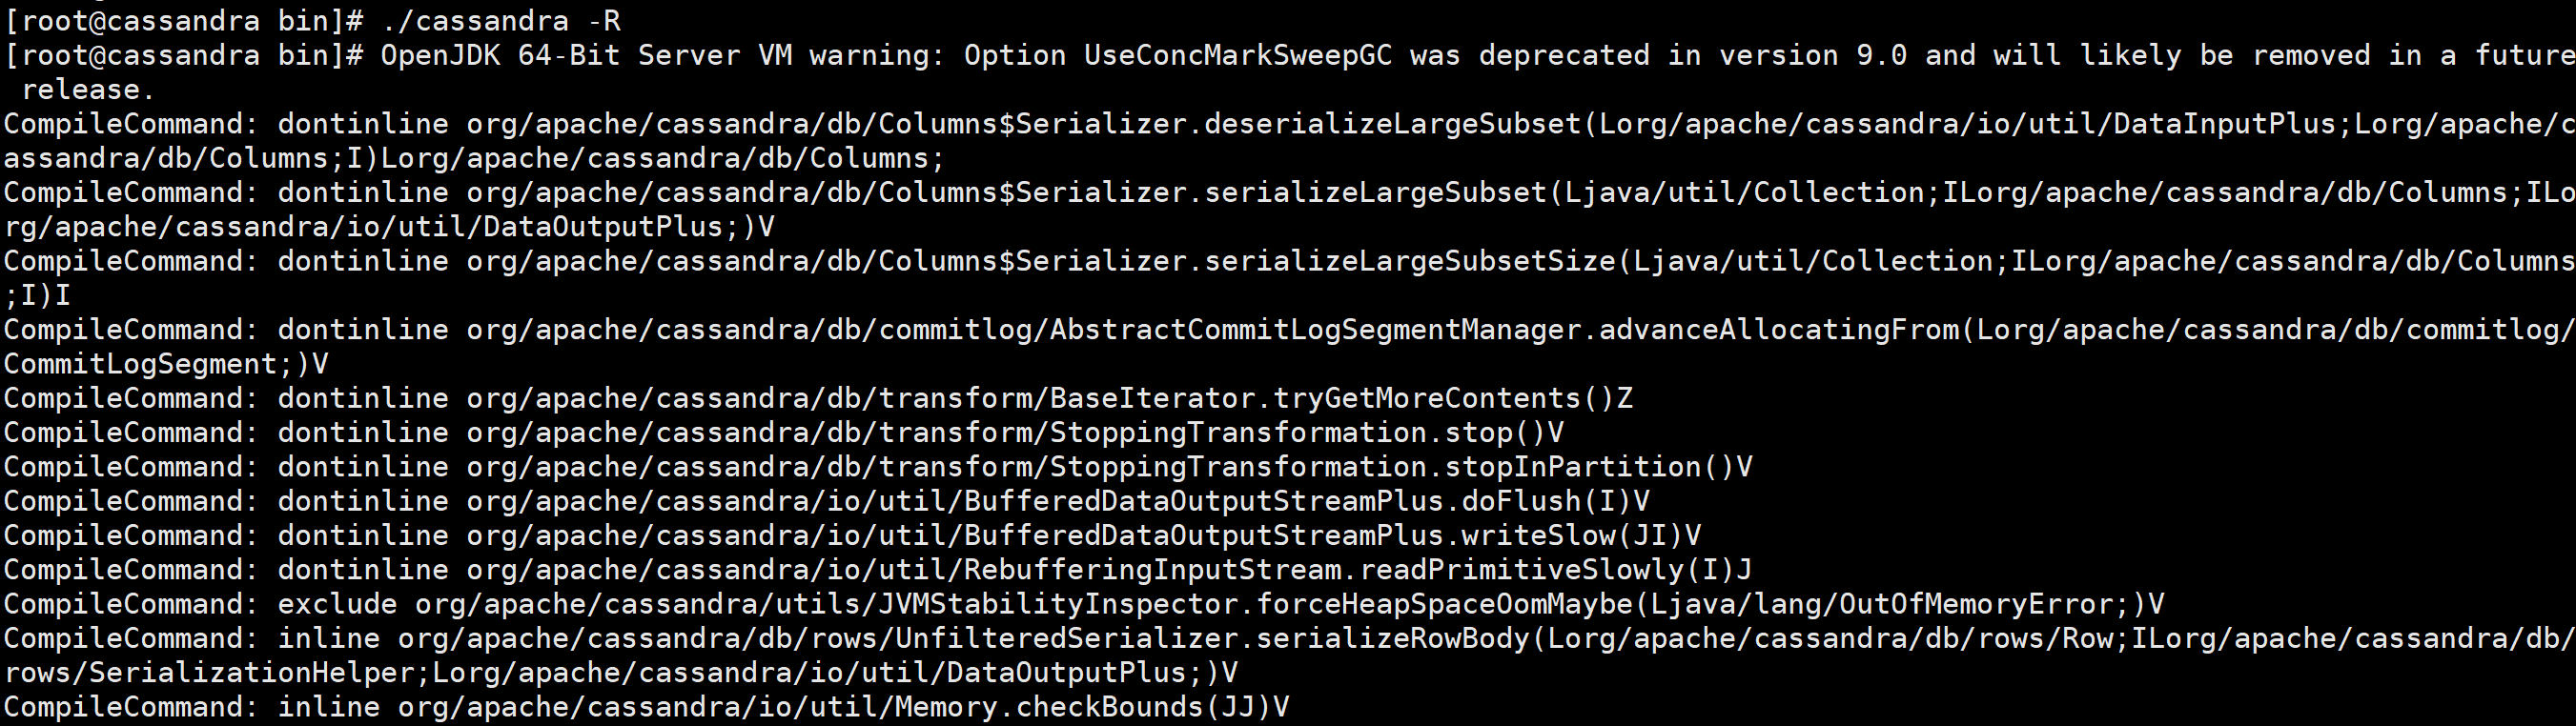 [root@cassandra bin]# ./cassandra -R
[root@cassandra bin]# OpenJDK 64-Bit Server VM warning: Option UseConcMarkSweepGC was deprecated in version 9.0 and will likely be removed in a future
 release.
CompileCommand: dontinline org/apache/cassandra/db/Columns$Serializer.deserializeLargeSubset(Lorg/apache/cassandra/io/util/DataInputPlus;Lorg/apache/c
assandra/db/Columns;I)Lorg/apache/cassandra/db/Columns;
CompileCommand: dontinline org/apache/cassandra/db/Columns$Serializer.serializeLargeSubset(Ljava/util/Collection;ILorg/apache/cassandra/db/Columns;ILo
rg/apache/cassandra/io/util/DataOutputPlus;)V
CompileCommand: dontinline org/apache/cassandra/db/Columns$Serializer.serializeLargeSubsetSize(Ljava/util/Collection;ILorg/apache/cassandra/db/Columns
;I)I
CompileCommand: dontinline org/apache/cassandra/db/commitlog/AbstractCommitLogSegmentManager.advanceAllocatingFrom(Lorg/apache/cassandra/db/commitlog/
CommitLogSegment;)V
CompileCommand: dontinline org/apache/cassandra/db/transform/BaseIterator.tryGetMoreContents()Z
CompileCommand: dontinline org/apache/cassandra/db/transform/StoppingTransformation.stop()V
CompileCommand: dontinline org/apache/cassandra/db/transform/StoppingTransformation.stopInPartition()V
CompileCommand: dontinline org/apache/cassandra/io/util/BufferedDataOutputStreamPlus.doFlush(I)V
CompileCommand: dontinline org/apache/cassandra/io/util/BufferedDataOutputStreamPlus.writeSlow(JI)V
CompileCommand: dontinline org/apache/cassandra/io/util/RebufferingInputStream.readPrimitiveSlowly(I)J
CompileCommand: exclude org/apache/cassandra/utils/JVMStabilityInspector.forceHeapSpaceOomMaybe(Ljava/lang/OutOfMemoryError;)V
CompileCommand: inline org/apache/cassandra/db/rows/UnfilteredSerializer.serializeRowBody(Lorg/apache/cassandra/db/rows/Row;ILorg/apache/cassandra/db/
rows/SerializationHelper;Lorg/apache/cassandra/io/util/DataOutputPlus;)V
CompileCommand: inline org/apache/cassandra/io/util/Memory.checkBounds(JJ)V